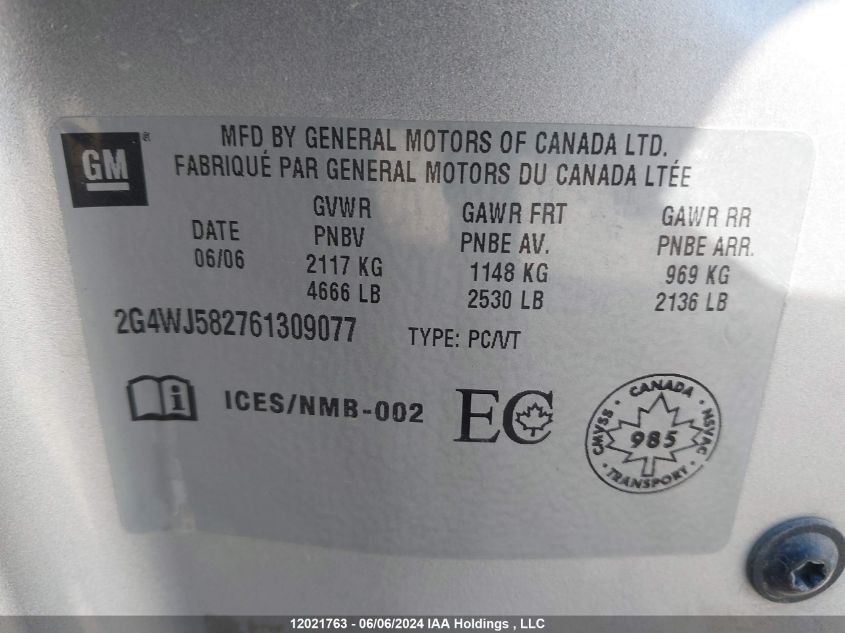 GM
MFD BY GENERAL MOTORS OF CANADA LTD.
FABRIQUÉ PAR GENERAL MOTORS DU CANADA LTÉE
DATE
06/06
GVWR
PNBV
2117 KG
4666 LB
GAWR FRT
PNBE AV.
1148 KG
2530 LB
GAWR RR
PNBE ARR.
969 KG
2136 LB
2G4WJ582761309077 TYPE: PC/VT
i ICES/NMB-002 EC
CANADA
CMVSS 985 NSVAC
TRANSPORT
12021763 - 06/06/2024 IAA Holdings , LLC